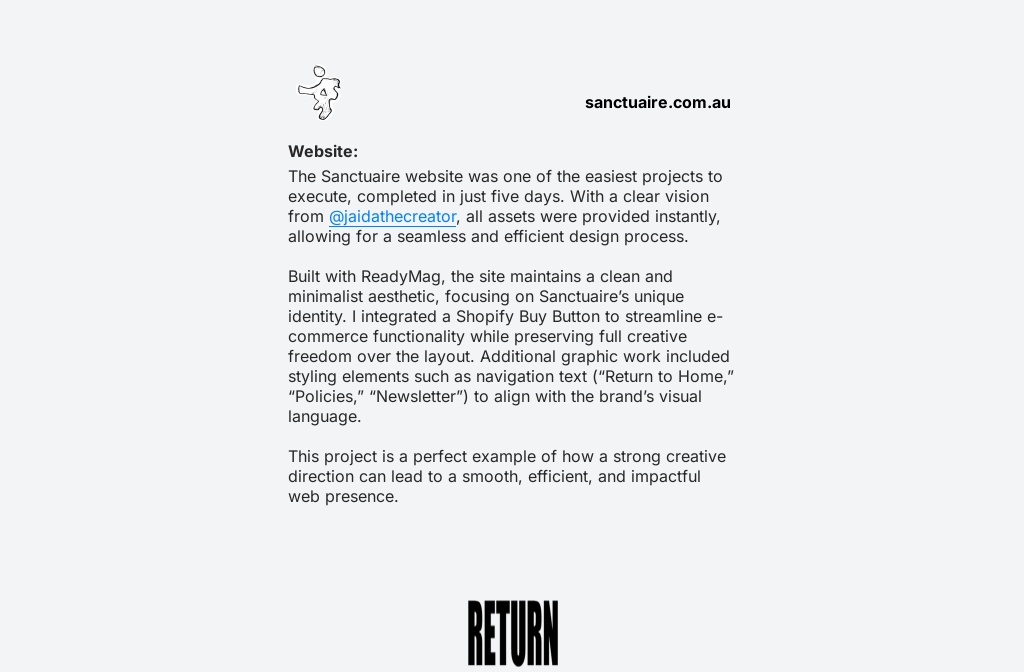 sanctuaire.com.au
Website:
The Sanctuaire website was one of the easiest projects to
execute, completed in just five days. With a clear vision
from @jaidathecreator, all assets were provided instantly,
allowing for a seamless and efficient design process.
Built with ReadyMag, the site maintains a clean and
minimalist aesthetic, focusing on Sanctuaire’s unique
identity. I integrated a Shopify Buy Button to streamline e-
commerce functionality while preserving full creative
freedom over the layout. Additional graphic work included
styling elements such as navigation text (“Return to Home,”
“Policies,” “Newsletter”) to align with the brand’s visual
language.
This project is a perfect example of how a strong creative
direction can lead to a smooth, efficient, and impactful
web presence.
RETURN